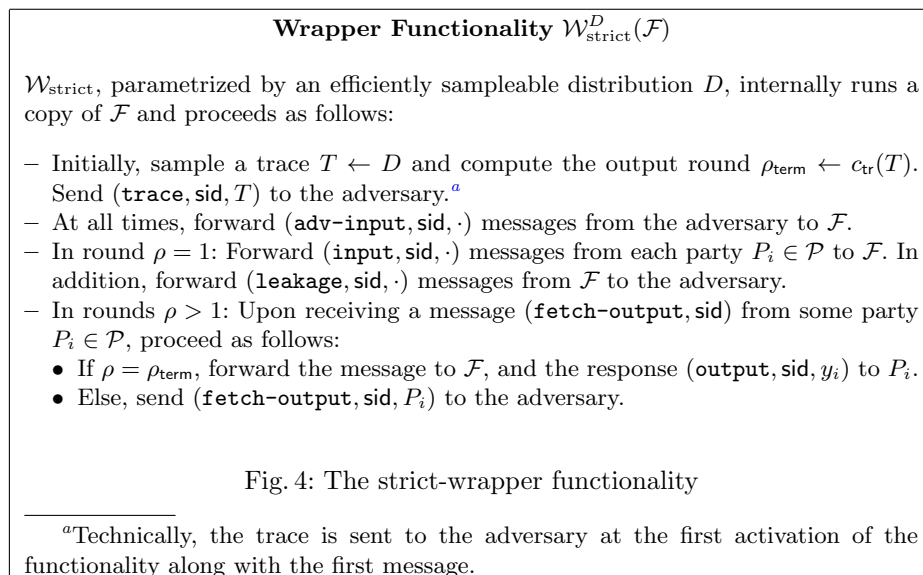 Wrapper Functionality 𝒲^D_strict(ℱ)
𝒲_strict, parametrized by an efficiently sampleable distribution D, internally runs a
copy of ℱ and proceeds as follows:
– Initially, sample a trace T ← D and compute the output round ρ_term ← c_tr(T).
Send (trace, sid, T) to the adversary.^a
– At all times, forward (adv-input, sid, ·) messages from the adversary to ℱ.
– In round ρ = 1: Forward (input, sid, ·) messages from each party P_i ∈ 𝒫 to ℱ. In
addition, forward (leakage, sid, ·) messages from ℱ to the adversary.
– In rounds ρ > 1: Upon receiving a message (fetch-output, sid) from some party
P_i ∈ 𝒫, proceed as follows:
• If ρ = ρ_term, forward the message to ℱ, and the response (output, sid, y_i) to P_i.
• Else, send (fetch-output, sid, P_i) to the adversary.
Fig. 4: The strict-wrapper functionality
^aTechnically, the trace is sent to the adversary at the first activation of the
functionality along with the first message.